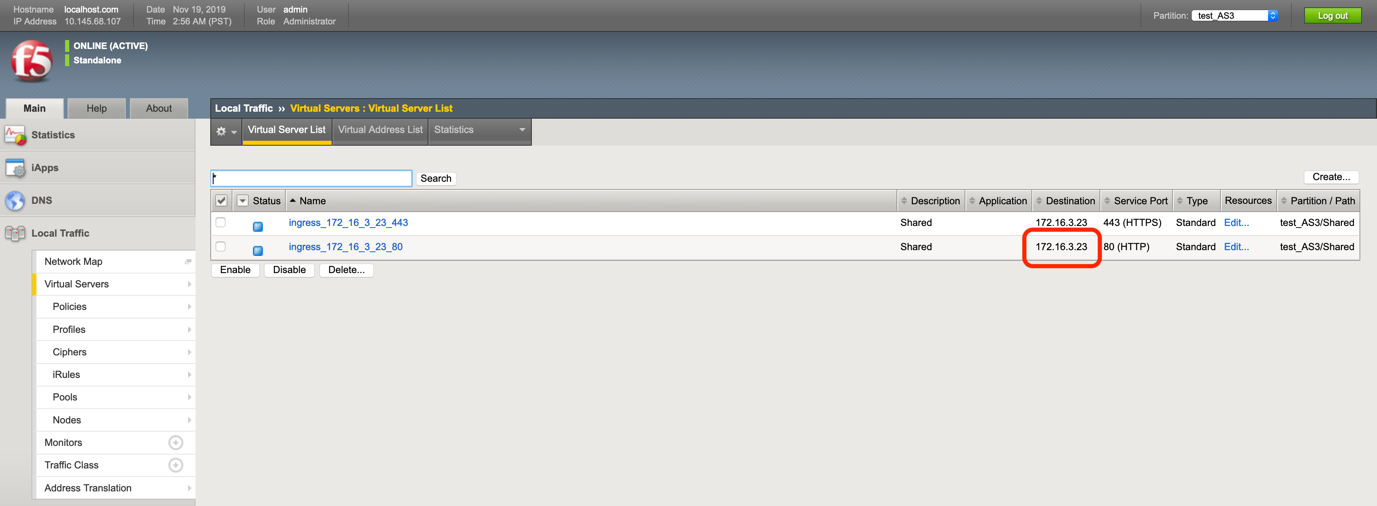 Hostname localhost.com Date Nov 19, 2019 User admin
IP Address 10.145.68.107 Time 2:56 AM (PST) Role Administrator
Partition: test_AS3 Log out
f5
ONLINE (ACTIVE)
Standalone
Main Help About
Local Traffic ›› Virtual Servers : Virtual Server List
Virtual Server List Virtual Address List Statistics
Statistics
iApps
DNS
Local Traffic
Network Map
Virtual Servers
Policies
Profiles
Ciphers
iRules
Pools
Nodes
Monitors
Traffic Class
Address Translation
* Search Create...
Status Name Description Application Destination Service Port Type Resources Partition / Path
ingress_172_16_3_23_443 Shared 172.16.3.23 443 (HTTPS) Standard Edit... test_AS3/Shared
ingress_172_16_3_23_80 Shared 172.16.3.23 80 (HTTP) Standard Edit... test_AS3/Shared
Enable Disable Delete...